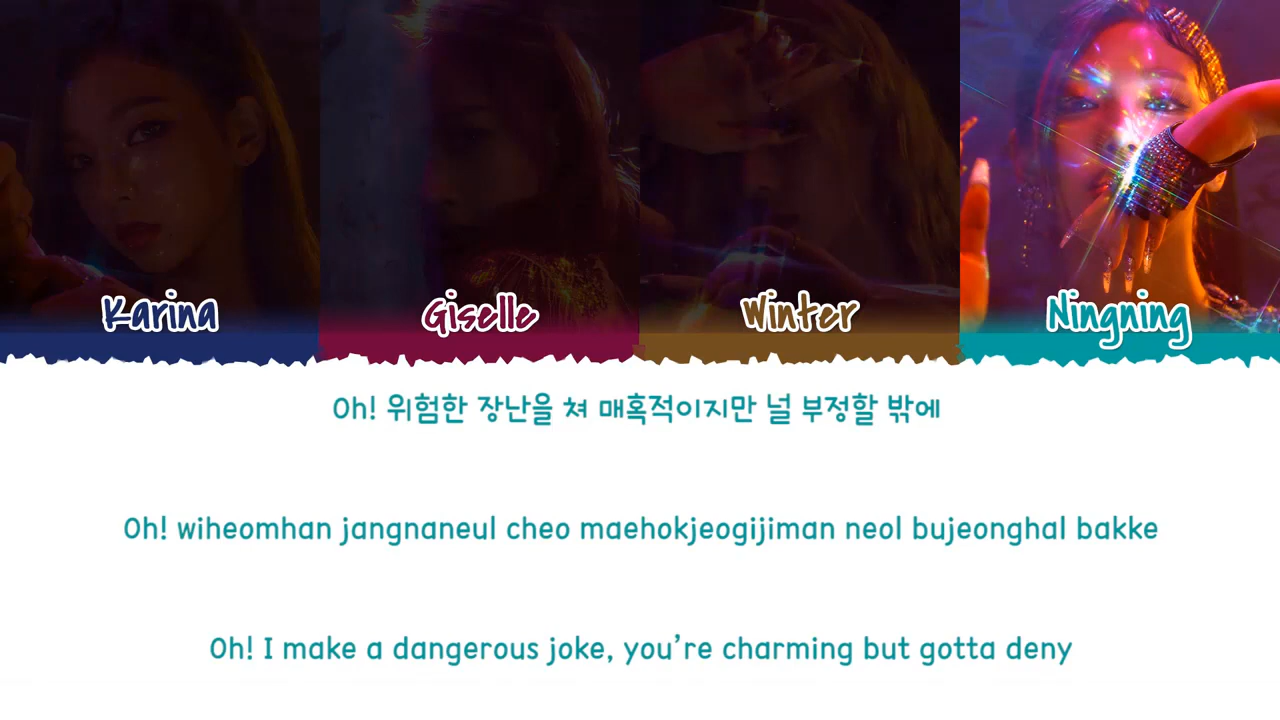 Karina Giselle Winter Ningning
Oh! 위험한 장난을 쳐 매혹적이지만 널 부정할 밖에
Oh! wiheomhan jangnaneul cheo maehokjeogijiman neol bujeonghal bakke
Oh! I make a dangerous joke, you’re charming but gotta deny